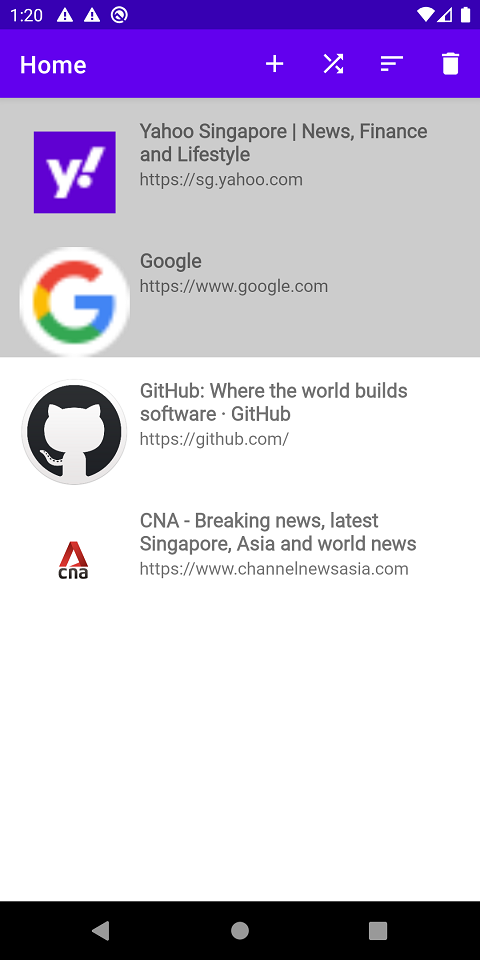 1:20
Home
Yahoo Singapore | News, Finance
and Lifestyle
https://sg.yahoo.com
y!
Google
https://www.google.com
G
GitHub: Where the world builds
software · GitHub
https://github.com/
CNA - Breaking news, latest
Singapore, Asia and world news
https://www.channelnewsasia.com
cna